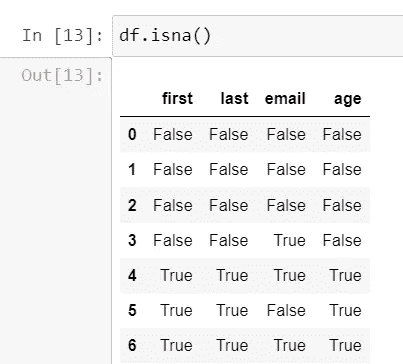 In [13]: df.isna()
Out[13]:
first last email age
0 False False False False
1 False False False False
2 False False False False
3 False False True False
4 True True True True
5 True True False True
6 True True True True